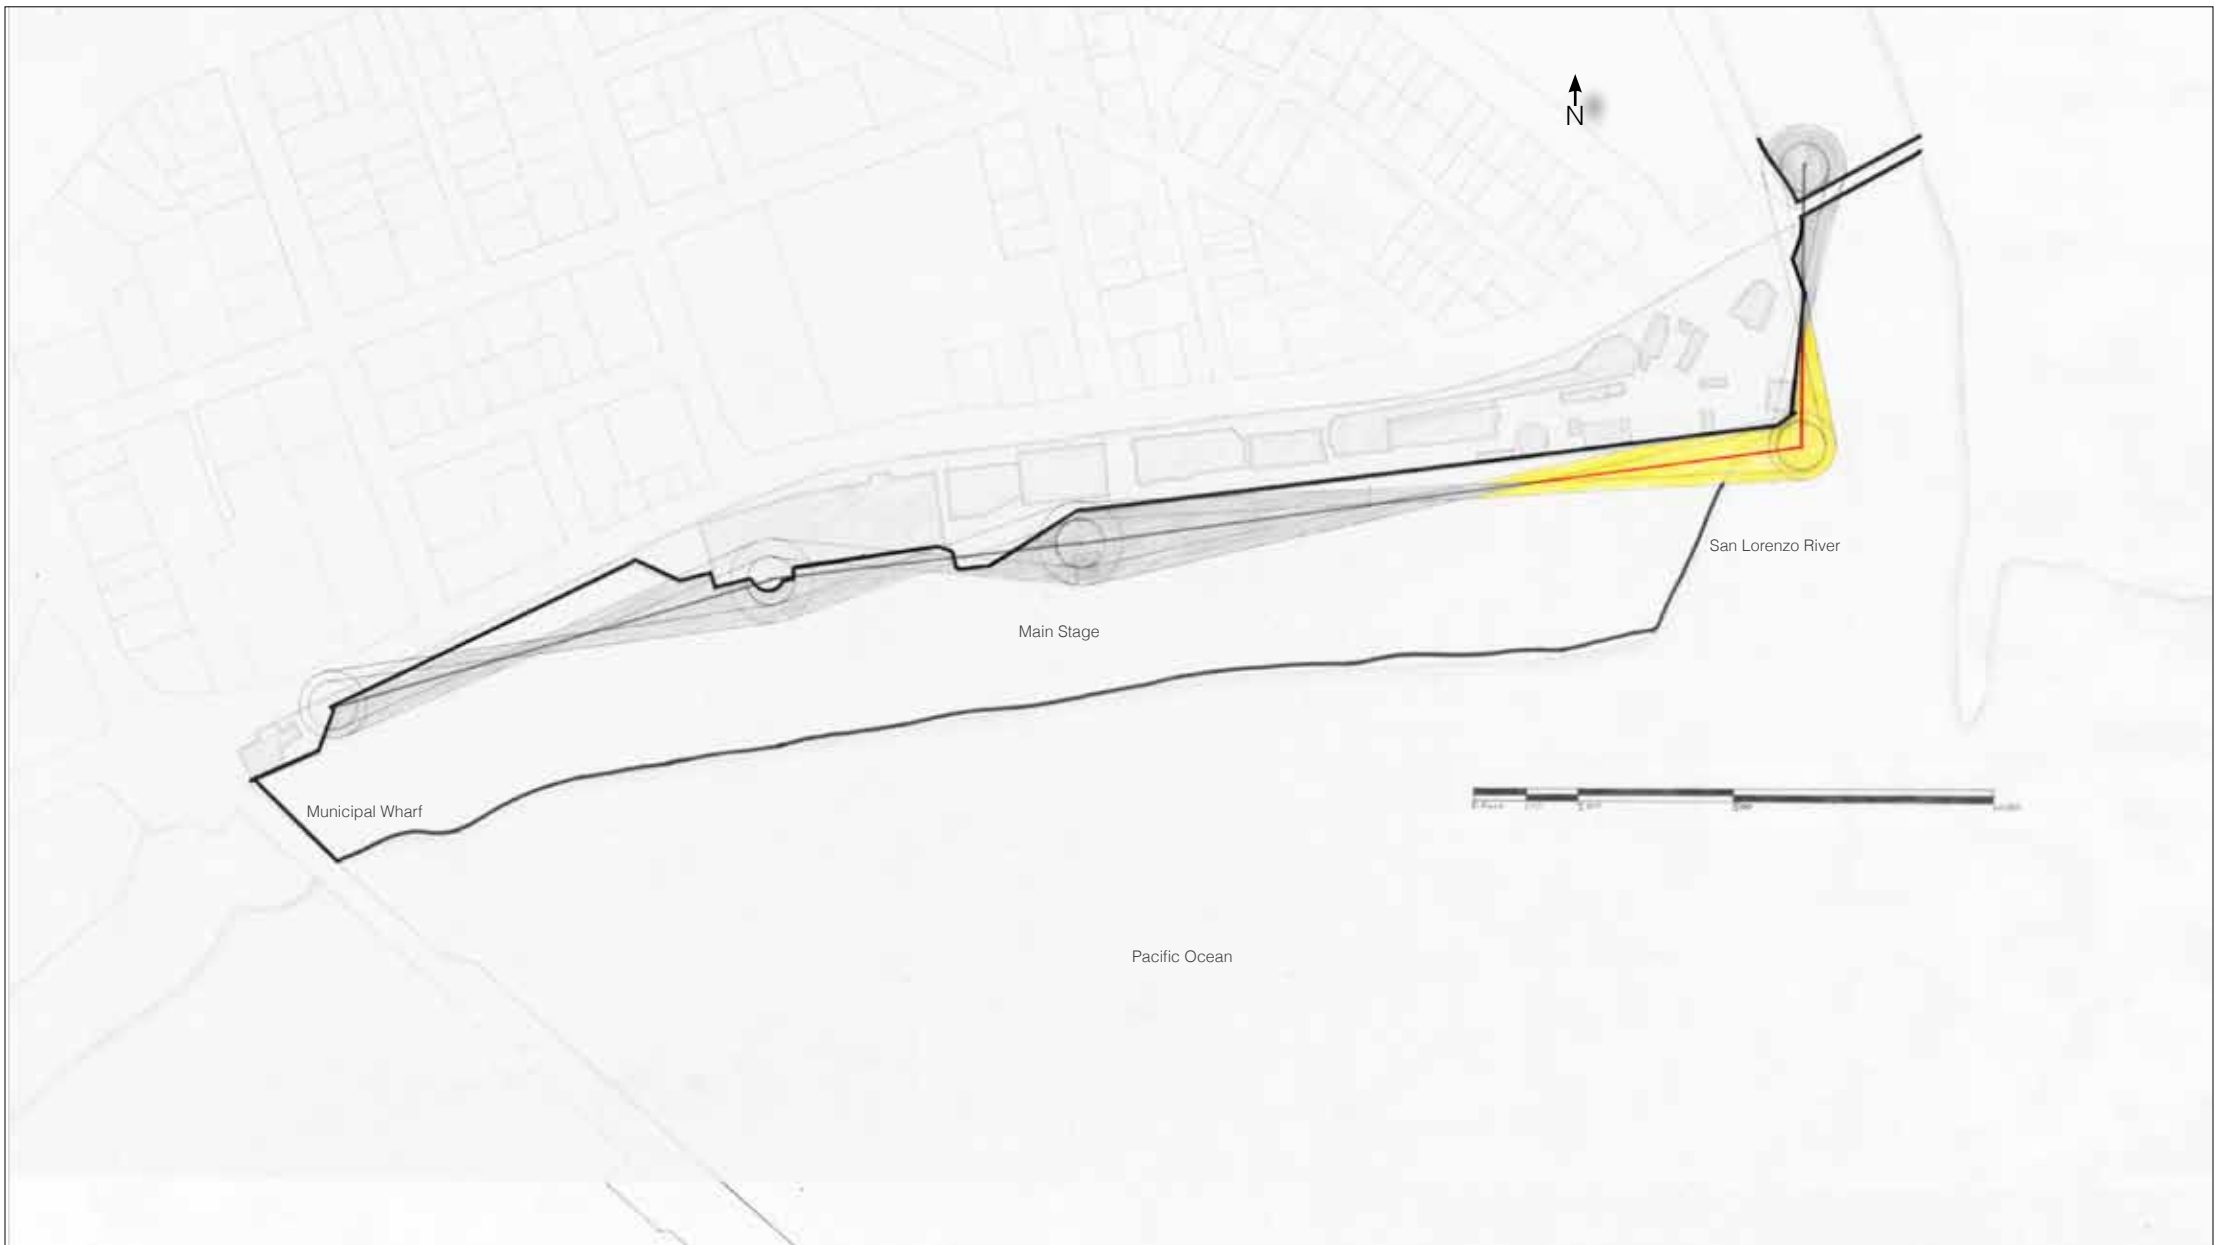 N
San Lorenzo River
Main Stage
Municipal Wharf
Pacific Ocean